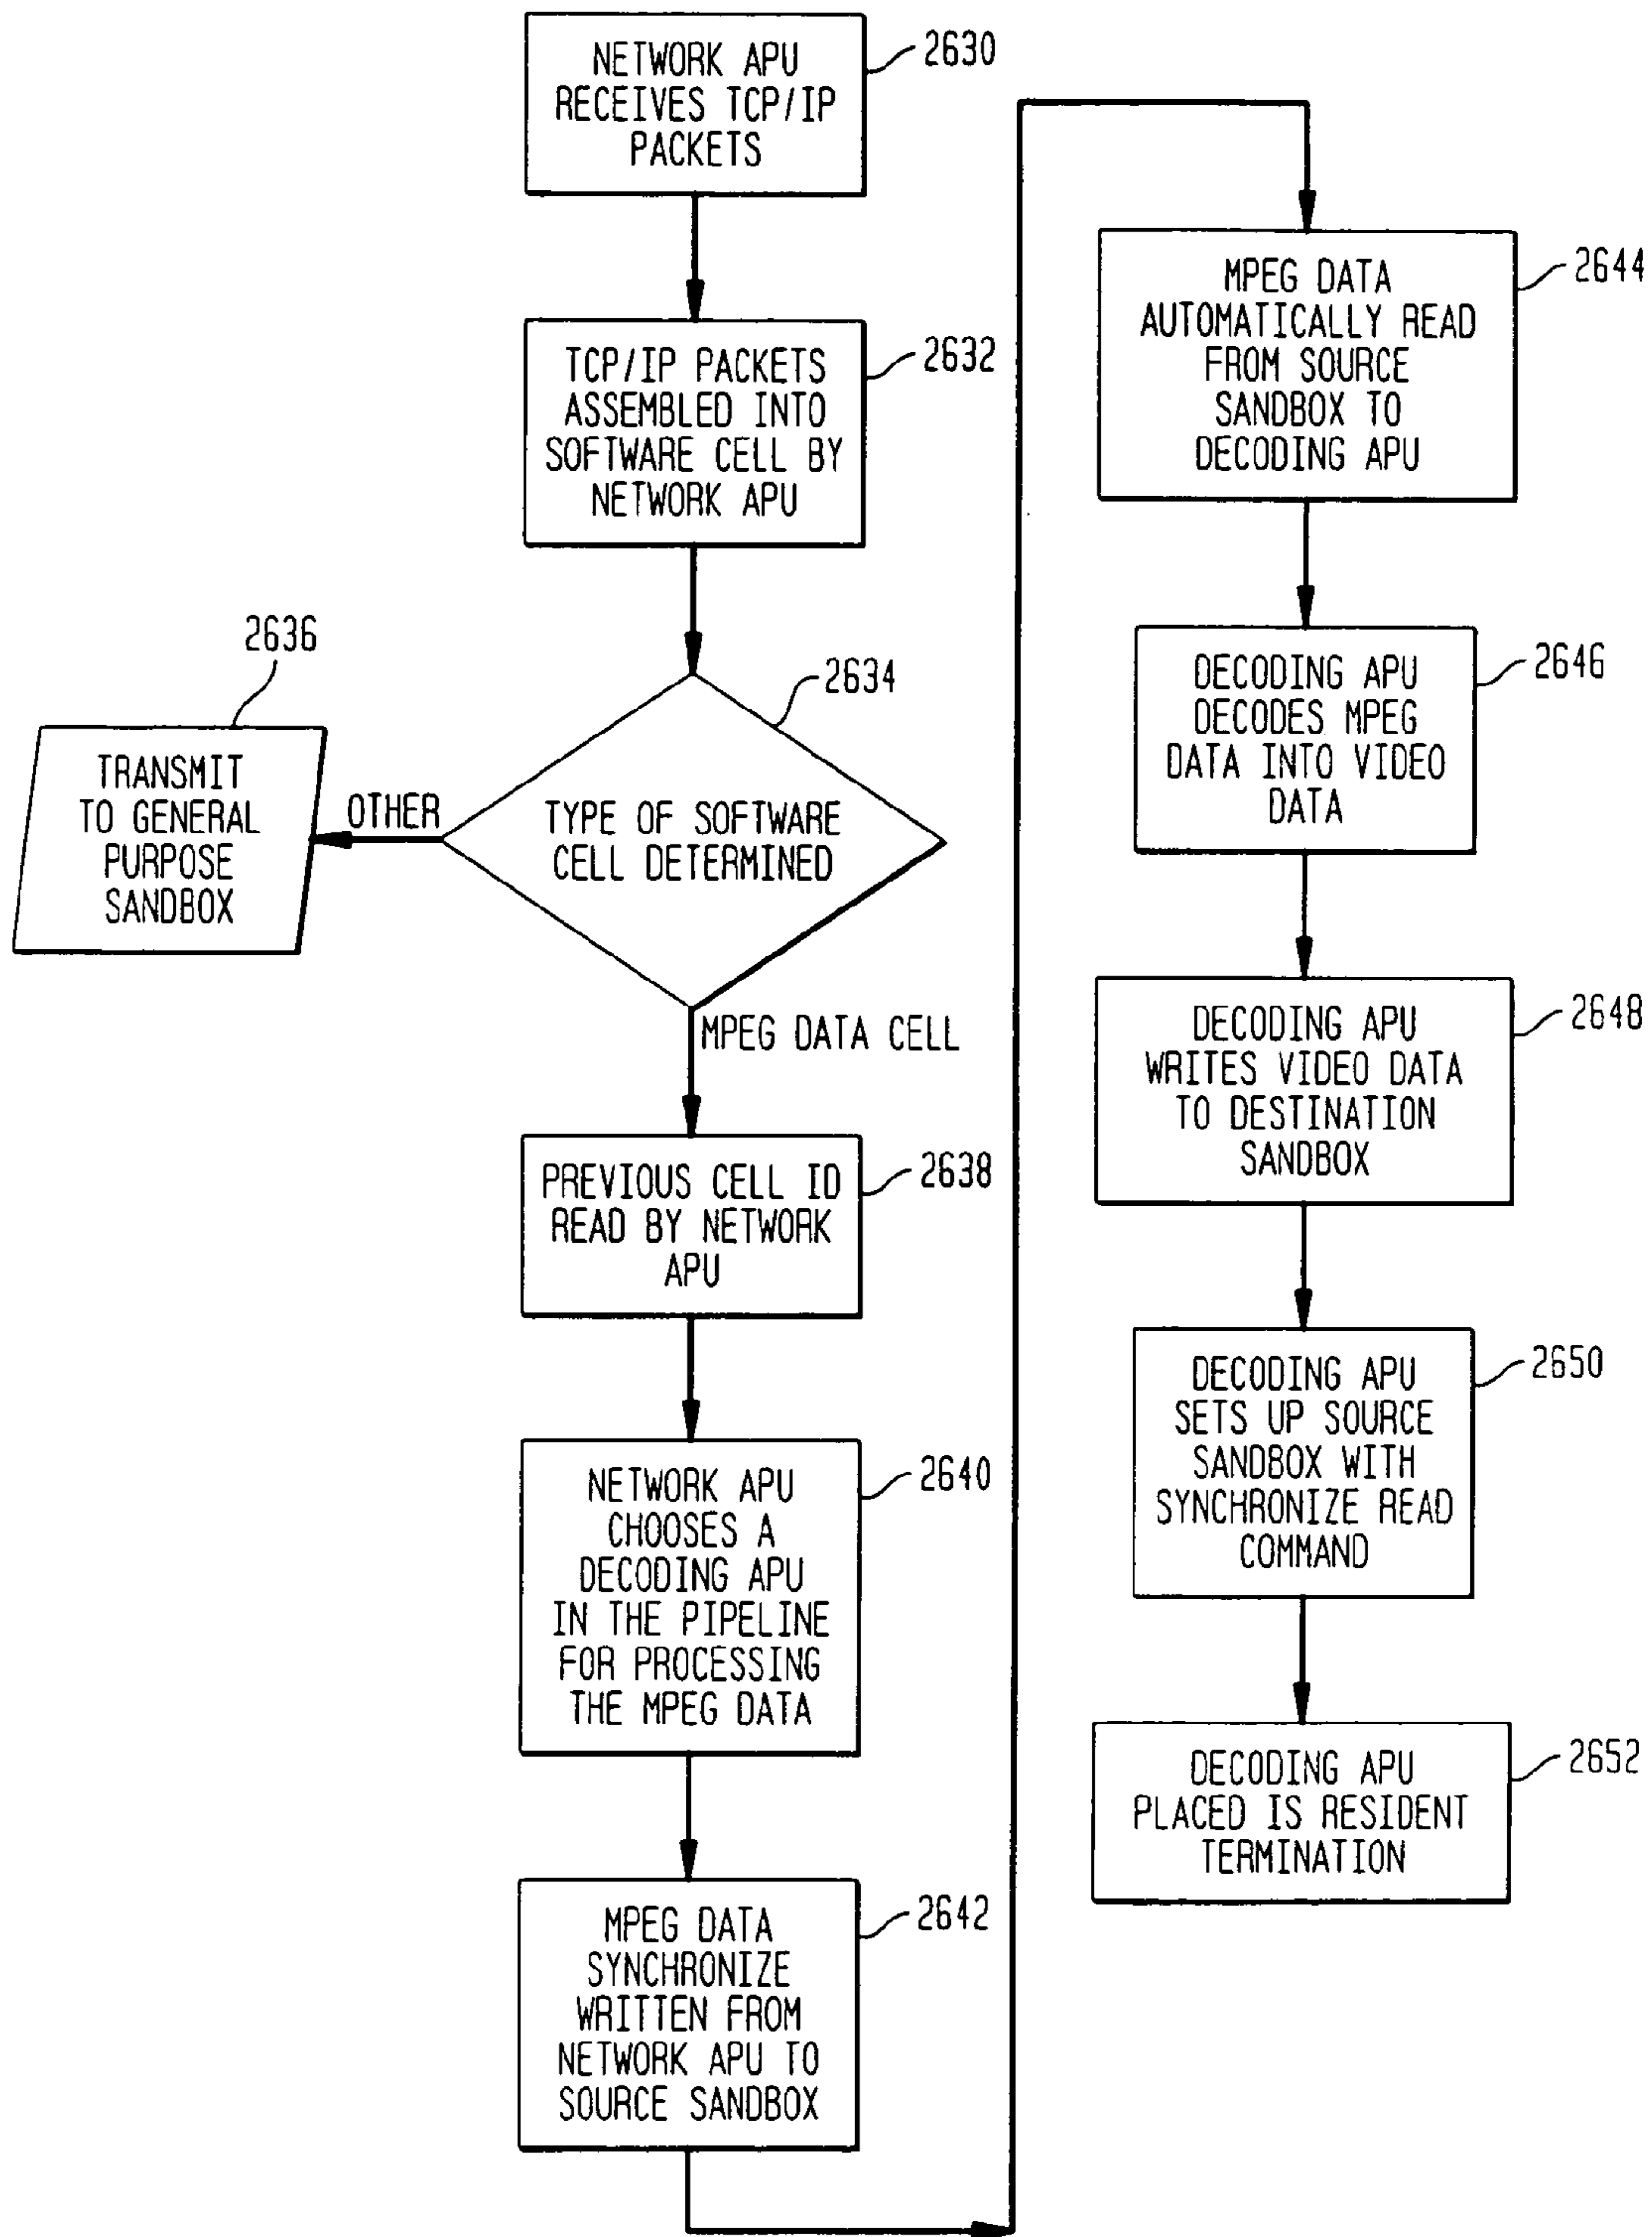 NETWORK APU
RECEIVES TCP/IP
PACKETS
2630
TCP/IP PACKETS
ASSEMBLED INTO
SOFTWARE CELL BY
NETWORK APU
2632
TYPE OF SOFTWARE
CELL DETERMINED
2634
OTHER
2636
TRANSMIT
TO GENERAL
PURPOSE
SANDBOX
MPEG DATA CELL
PREVIOUS CELL ID
READ BY NETWORK
APU
2638
NETWORK APU
CHOOSES A
DECODING APU
IN THE PIPELINE
FOR PROCESSING
THE MPEG DATA
2640
MPEG DATA
SYNCHRONIZE
WRITTEN FROM
NETWORK APU TO
SOURCE SANDBOX
2642
MPEG DATA
AUTOMATICALLY READ
FROM SOURCE
SANDBOX TO
DECODING APU
2644
DECODING APU
DECODES MPEG
DATA INTO VIDEO
DATA
2646
DECODING APU
WRITES VIDEO DATA
TO DESTINATION
SANDBOX
2648
DECODING APU
SETS UP SOURCE
SANDBOX WITH
SYNCHRONIZE READ
COMMAND
2650
DECODING APU
PLACED IS RESIDENT
TERMINATION
2652